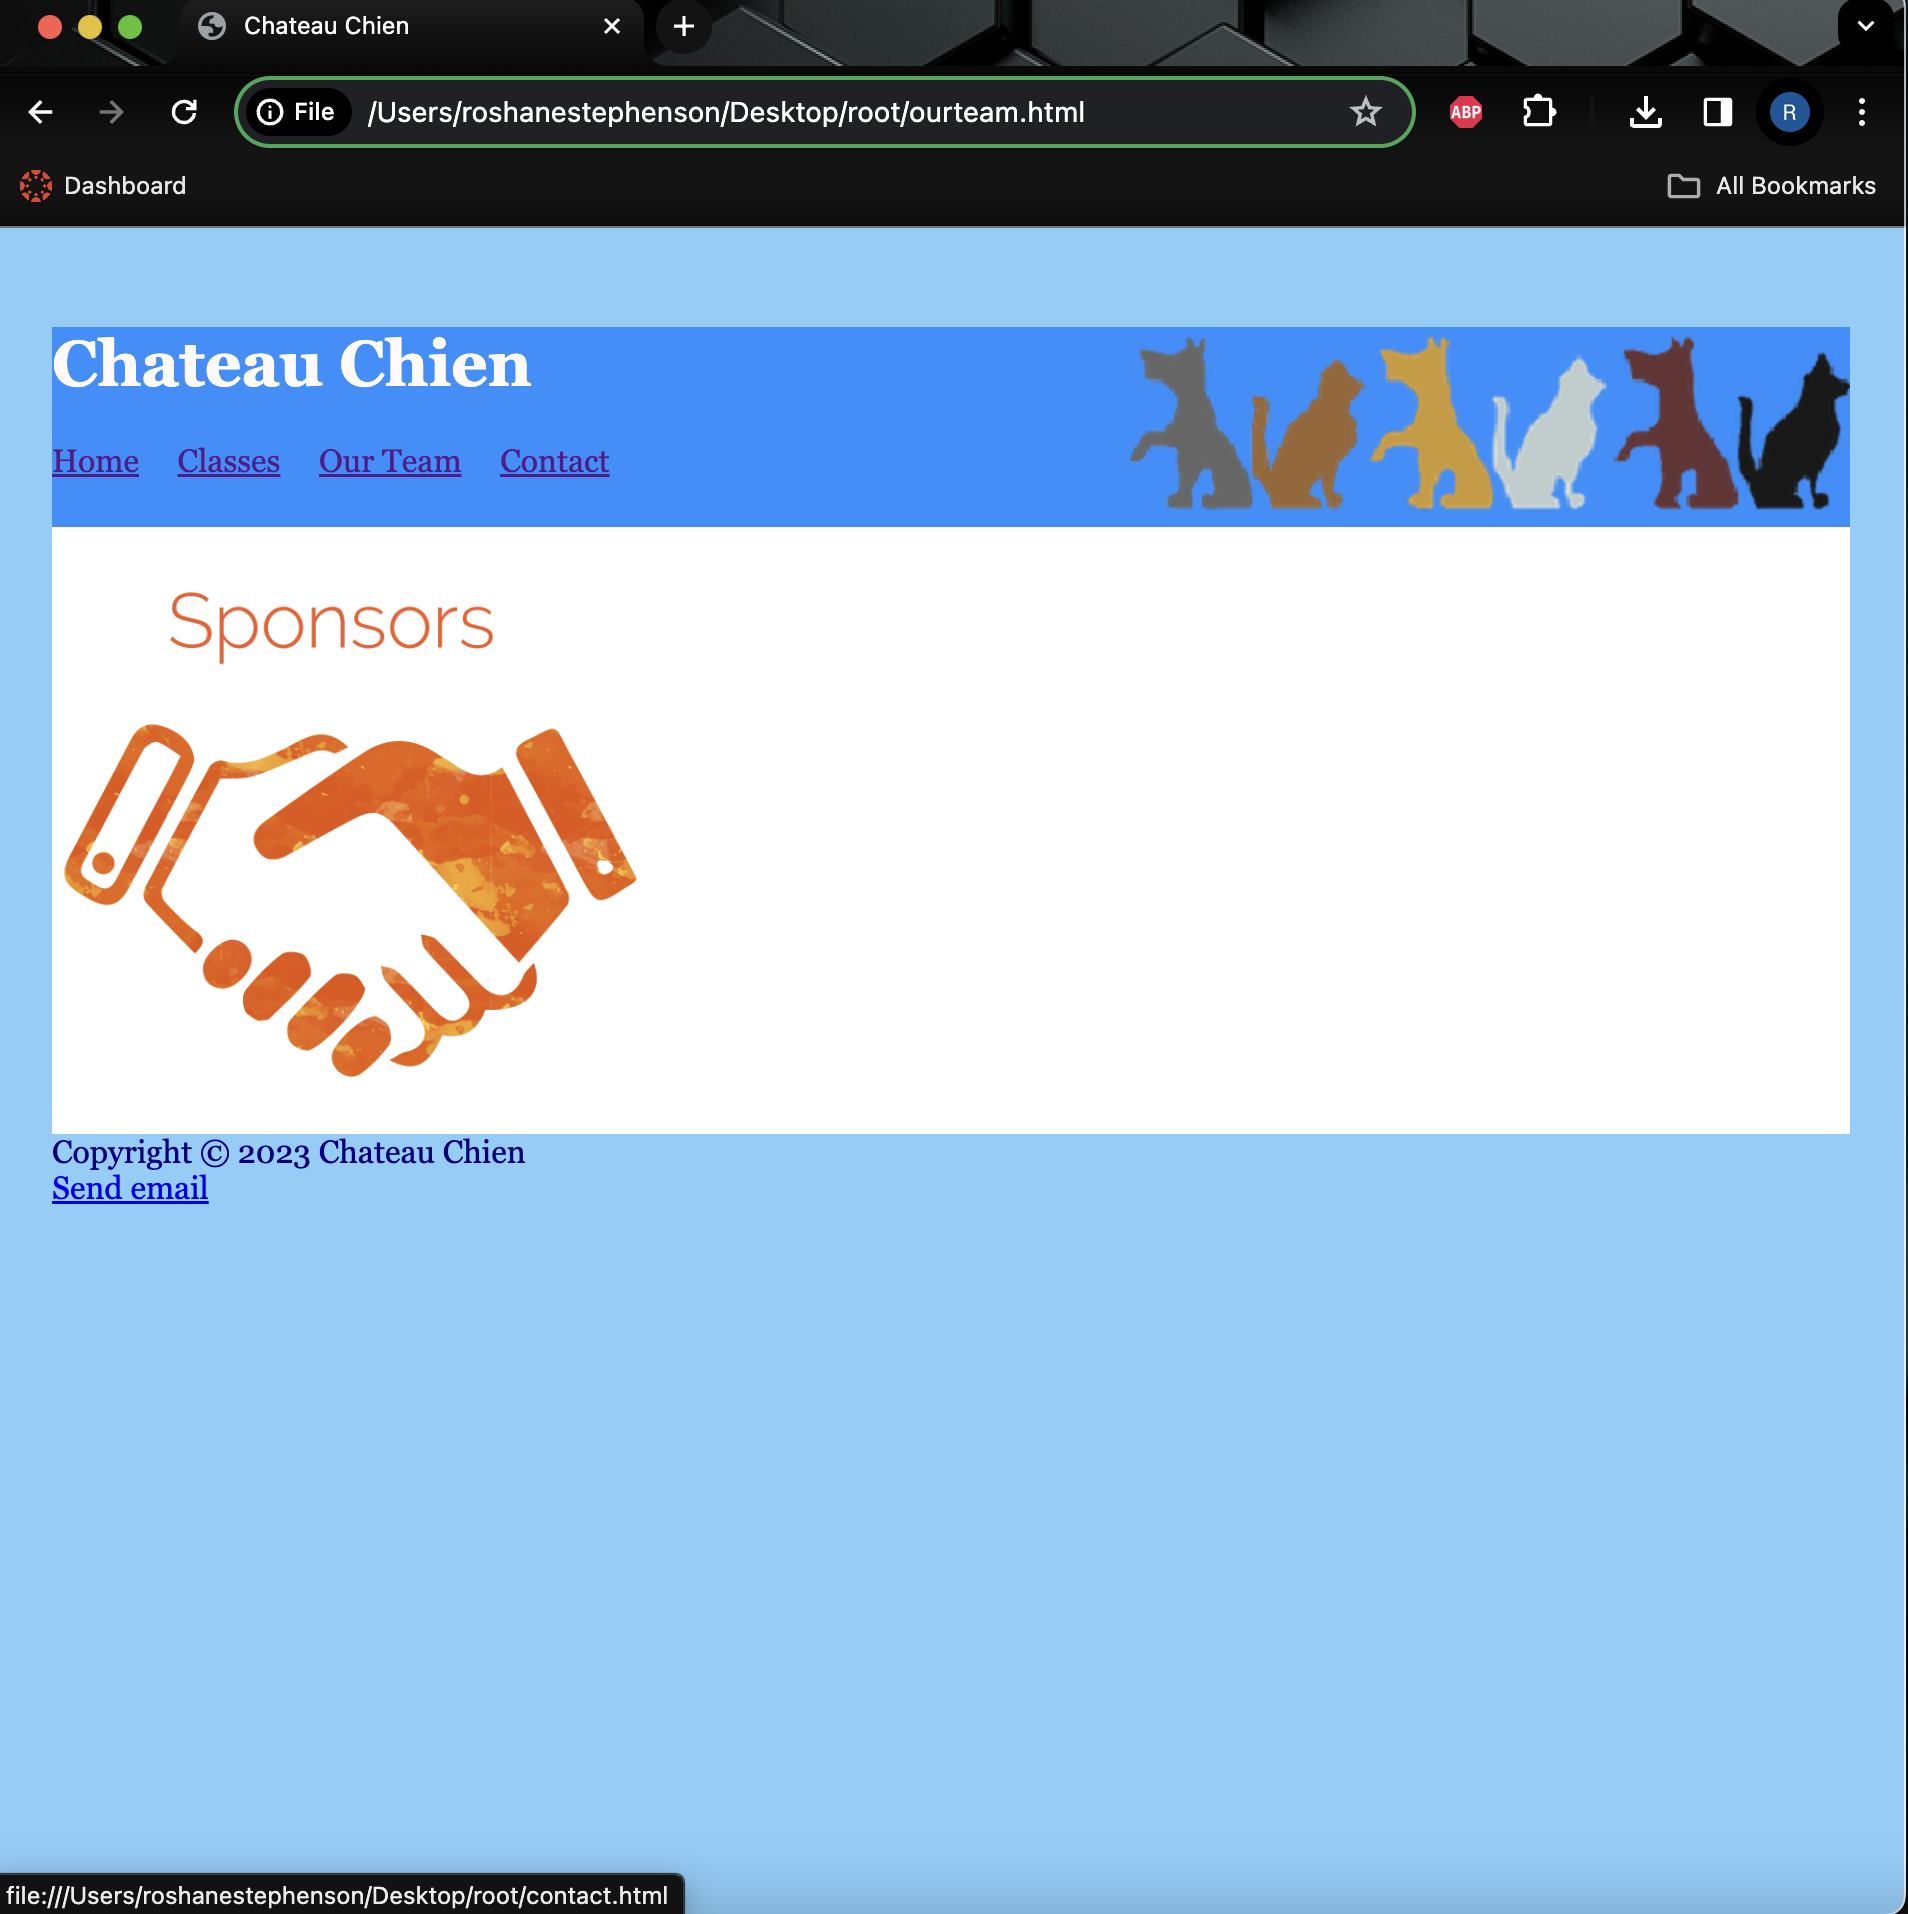 Chateau Chien
File /Users/roshanestephenson/Desktop/root/ourteam.html ABP R
Dashboard All Bookmarks
Chateau Chien
Home Classes Our Team Contact
Sponsors
Copyright © 2023 Chateau Chien
Send email
file:///Users/roshanestephenson/Desktop/root/contact.html